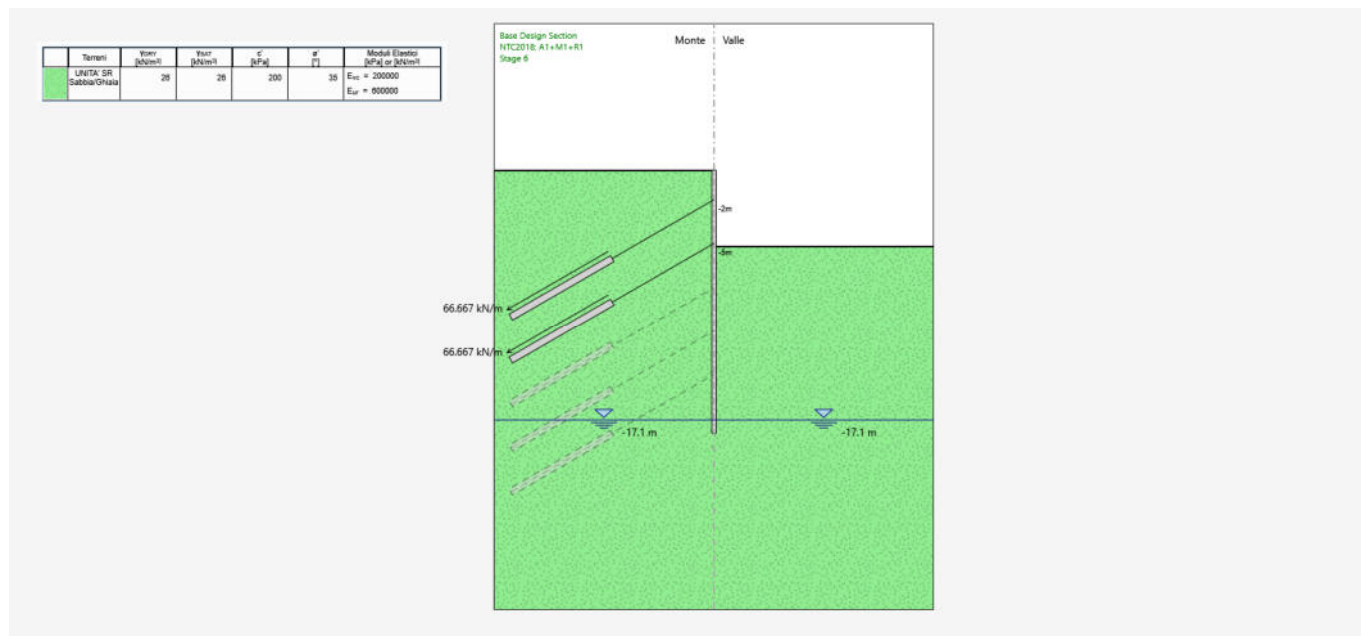 Base Design Section
NTC2018: A1+M1+R1
Stage 6
Monte
Valle
Terreni
γDRY
[kN/m³]
γSAT
[kN/m³]
c'
[kPa]
ø'
[°]
Moduli Elastici
[kPa] or [kN/m³]
UNITA' SR
Sabbia/Ghiaia
26
26
200
35
Evc = 200000
Eur = 600000
-2m
-5m
66.667 kN/m
66.667 kN/m
-17.1 m
-17.1 m